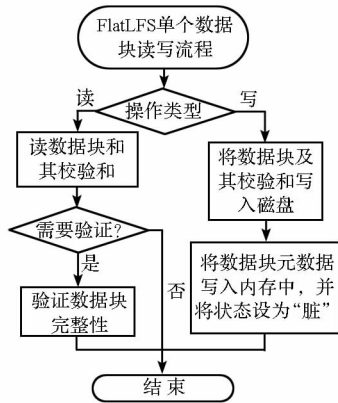 FlatLFS单个数据
块读写流程
读
操作类型
写
读数据块和
其校验和
将数据块及
其校验和写
入磁盘
需要验证?
是
否
将数据块元数据
写入内存中，并
将状态设为“脏”
验证数据块
完整性
结束